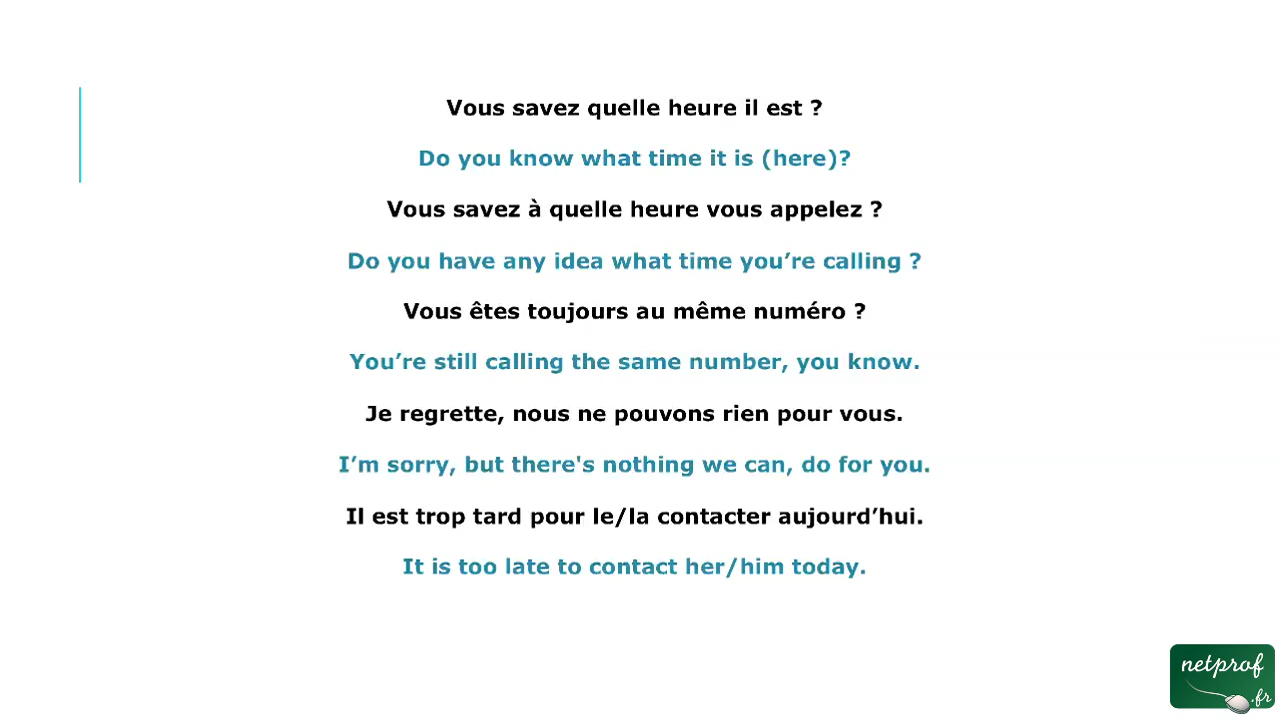 Vous savez quelle heure il est ?
Do you know what time it is (here)?
Vous savez à quelle heure vous appelez ?
Do you have any idea what time you’re calling ?
Vous êtes toujours au même numéro ?
You’re still calling the same number, you know.
Je regrette, nous ne pouvons rien pour vous.
I’m sorry, but there's nothing we can, do for you.
Il est trop tard pour le/la contacter aujourd’hui.
It is too late to contact her/him today.
netprof
.fr